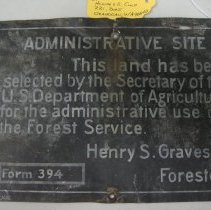 ADMINISTRATIVE SITE
This land has be
selected by the Secretary of t
U.S. Department of Agricultu
for the administrative use o
the Forest Service.
Henry S. Graves
Form 394
Foreste